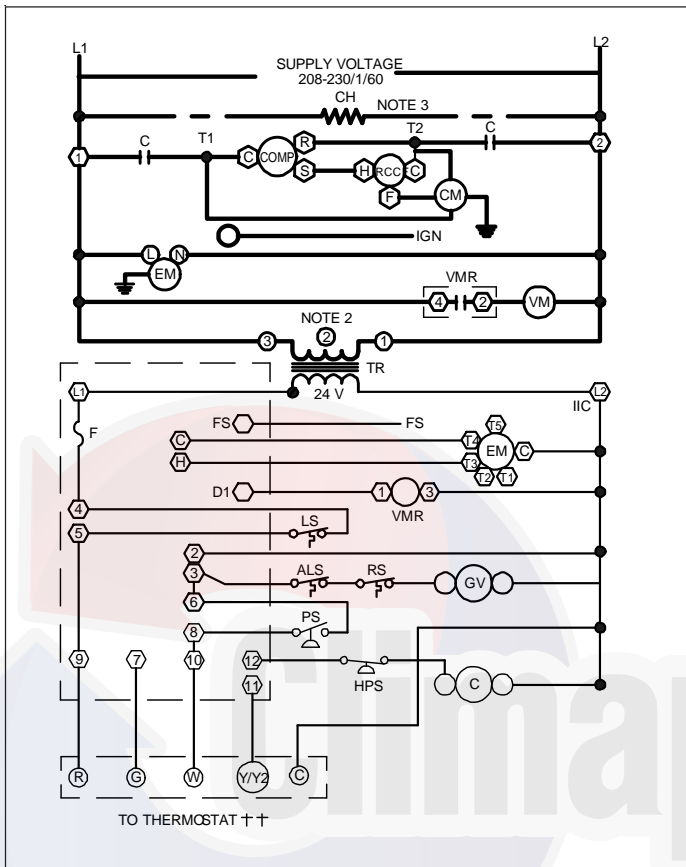 L1 L2
SUPPLY VOLTAGE
208-230/1/60
CH NOTE 3
C T1 R T2 C
1 C COMP S H RCC C 2
F CM
IGN
L N
EM
VMR
4 2 VM
NOTE 2
3 2 1
TR
L1 24 V L2
IIC
FS FS T5
F C T4 EM C
H T3
T2 T1
D1 1 3
4 VMR
LS
5
2
3 ALS RS GV
6
PS
8
9 7 10 12
HPS C
11
R G W Y/Y2 C
TO THERMOSTAT ††
Climap